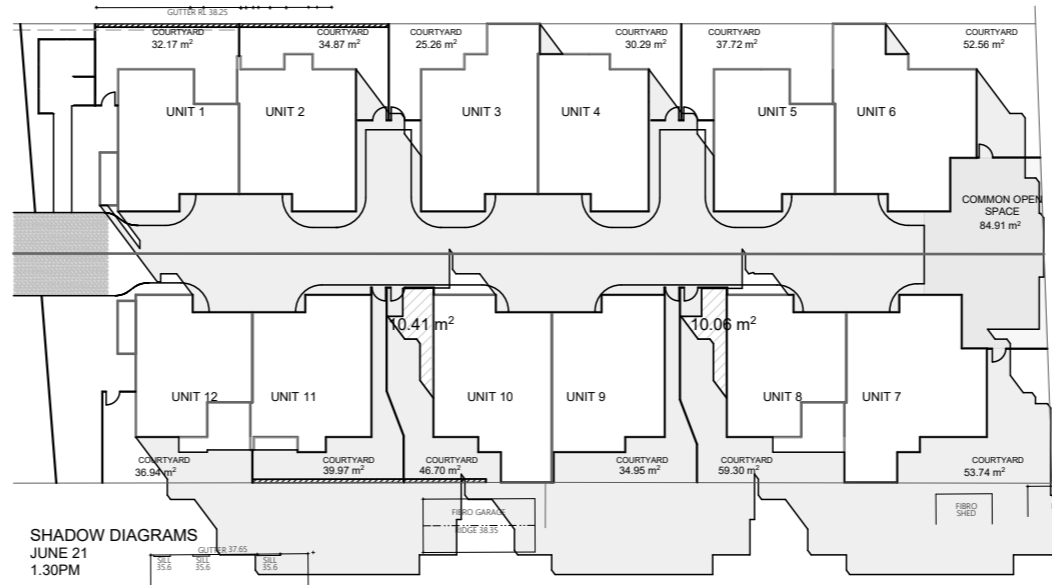 GUTTER RL 38.25
COURTYARD
32.17 m²
COURTYARD
34.87 m²
COURTYARD
25.26 m²
COURTYARD
30.29 m²
COURTYARD
37.72 m²
COURTYARD
52.56 m²
UNIT 1
UNIT 2
UNIT 3
UNIT 4
UNIT 5
UNIT 6
COMMON OPEN
SPACE
84.91 m²
10.41 m²
10.06 m²
UNIT 12
UNIT 11
UNIT 10
UNIT 9
UNIT 8
UNIT 7
COURTYARD
36.94 m²
COURTYARD
39.97 m²
COURTYARD
46.70 m²
COURTYARD
34.95 m²
COURTYARD
59.30 m²
COURTYARD
53.74 m²
FIBRO GARAGE
RIDGE 38.35
FIBRO
SHED
SHADOW DIAGRAMS
JUNE 21
1.30PM
GUTTER 37.65
SILL
35.6
SILL
35.6
SILL
35.6